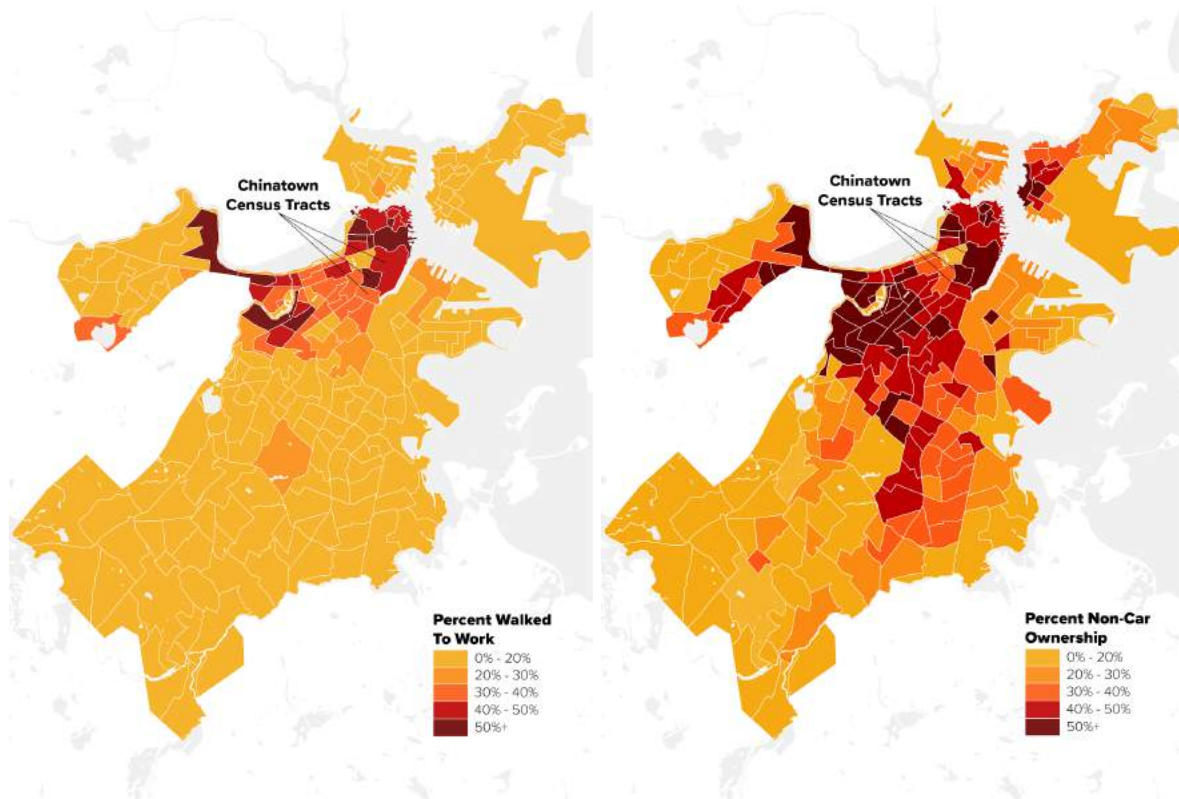 Chinatown
Census Tracts
Percent Walked
To Work
0% - 20%
20% - 30%
30% - 40%
40% - 50%
50%+
Chinatown
Census Tracts
Percent Non-Car
Ownership
0% - 20%
20% - 30%
30% - 40%
40% - 50%
50%+